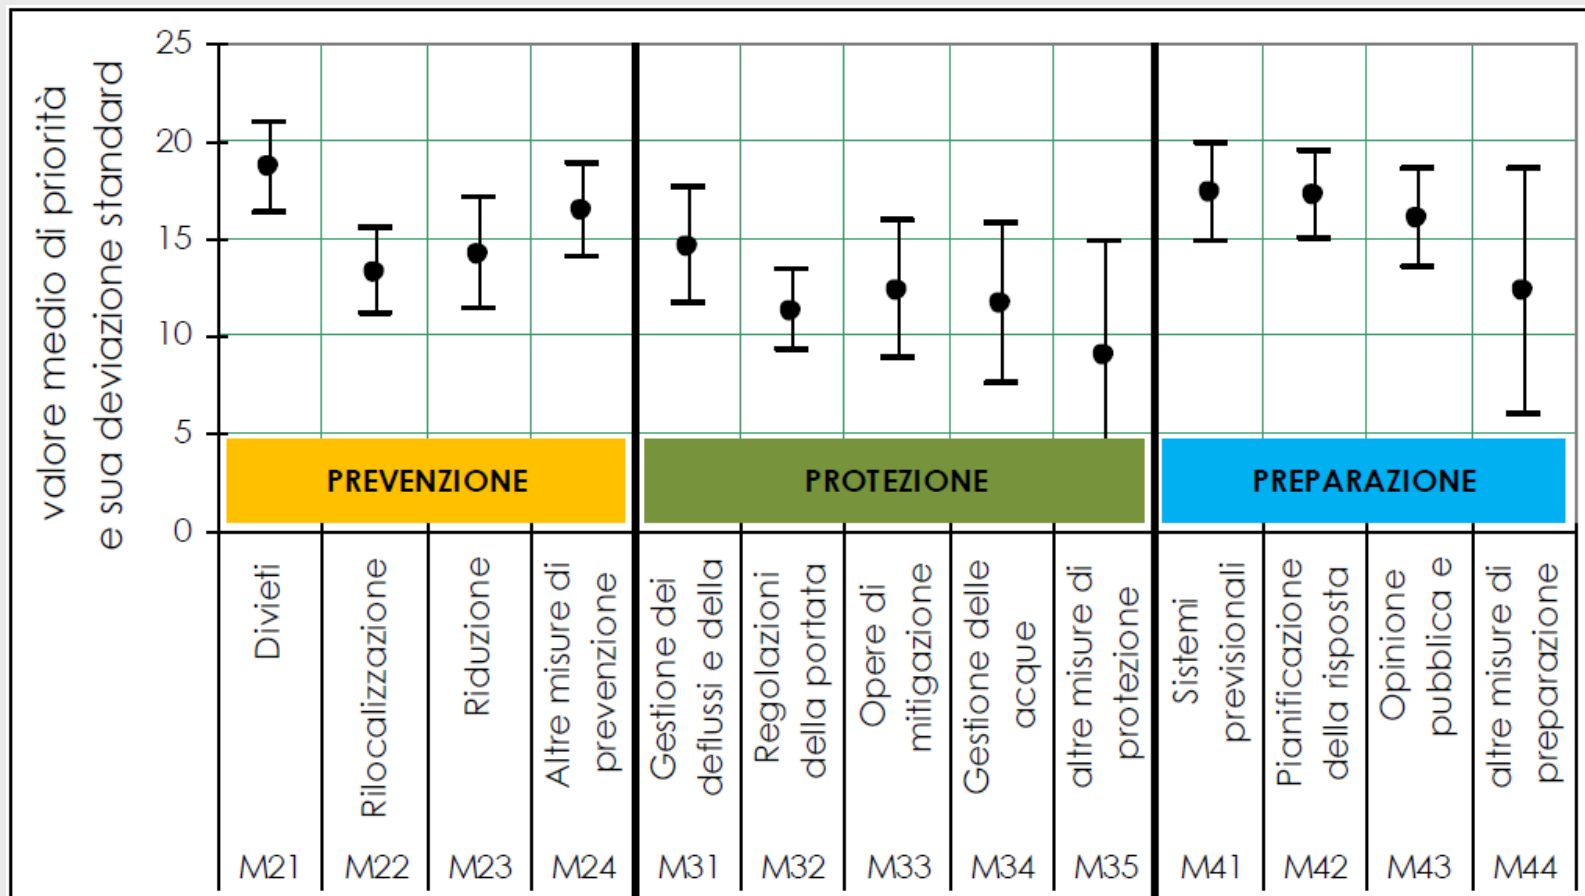 valore medio di priorità
e sua deviazione standard
25
20
15
10
5
0
PREVENZIONE
PROTEZIONE
PREPARAZIONE
Divieti
Rilocalizzazione
Riduzione
Altre misure di
prevenzione
Gestione dei
deflussi e della
Regolazioni
della portata
Opere di
mitigazione
Gestione delle
acque
altre misure di
protezione
Sistemi
previsionali
Pianificazione
della risposta
Opinione
pubblica e
altre misure di
preparazione
M21
M22
M23
M24
M31
M32
M33
M34
M35
M41
M42
M43
M44